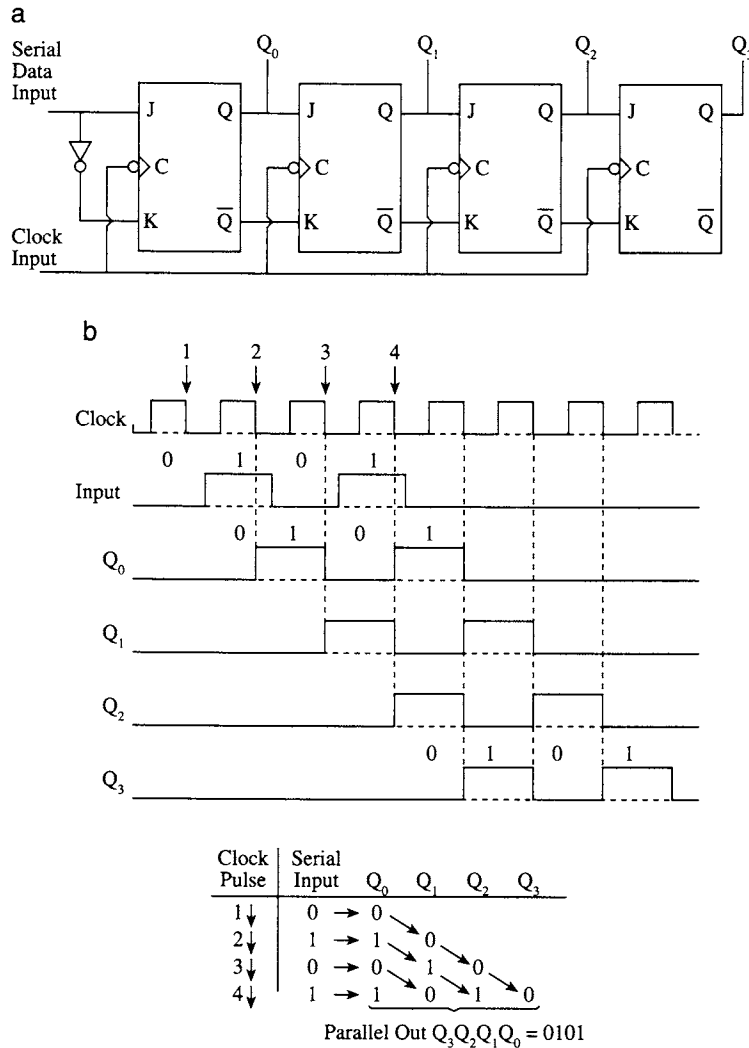 a
Serial
Data
Input
Q₀ Q₁ Q₂
J Q J Q J Q J Q
C C C C
K Q̅ K Q̅ K Q̅ K Q̅
Clock
Input
b
1 2 3 4
Clock
0 1 0 1
Input
0 1 0 1
Q₀
Q₁
Q₂
0 1 0 1
Q₃
Clock Serial
Pulse Input Q₀ Q₁ Q₂ Q₃
1↓ 0 → 0
2↓ 1 → 1 0
3↓ 0 → 0 1 0
4↓ 1 → 1 0 1 0
Parallel Out Q₃Q₂Q₁Q₀ = 0101